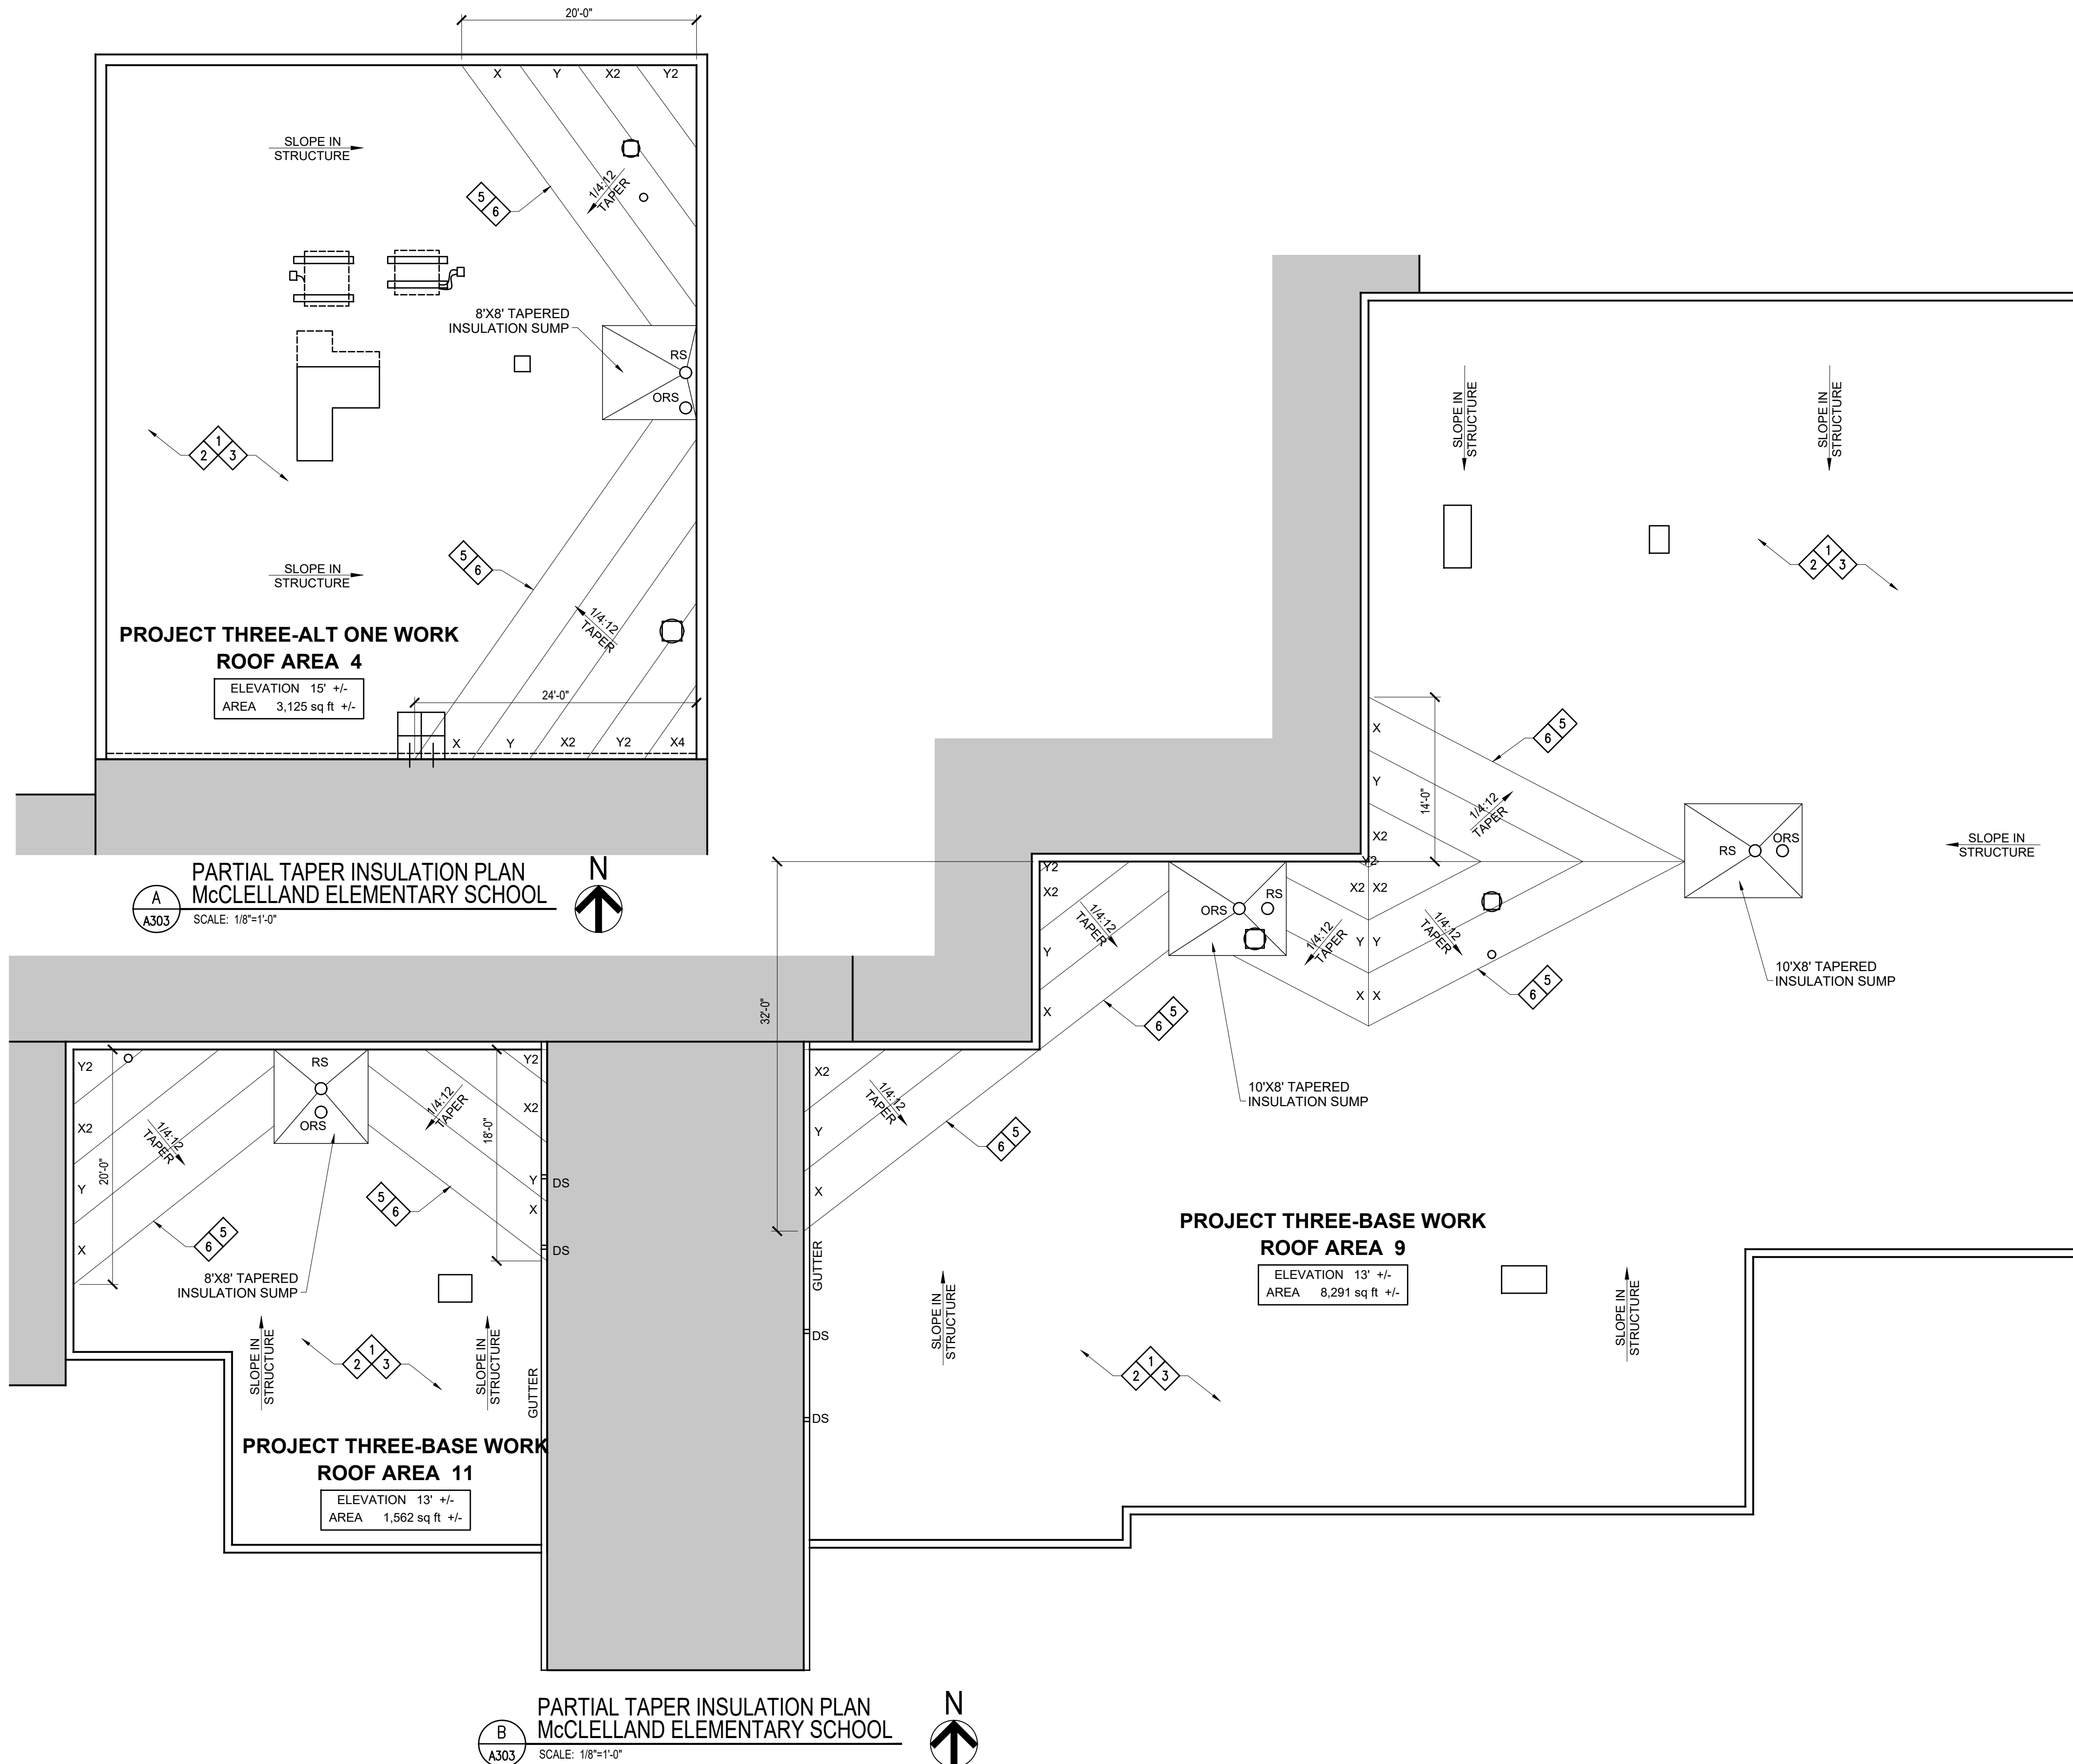 20'-0"
X Y X2 Y2
SLOPE IN
STRUCTURE
1/4:12
TAPER
5
6
8'X8' TAPERED
INSULATION SUMP
RS
ORS
1
2 3
5
6
SLOPE IN
STRUCTURE
1/4:12
TAPER
PROJECT THREE-ALT ONE WORK
ROOF AREA 4
ELEVATION 15' +/-
AREA 3,125 sq ft +/-
24'-0"
X Y X2 Y2 X4
PARTIAL TAPER INSULATION PLAN
McCLELLAND ELEMENTARY SCHOOL
A
A303
SCALE: 1/8"=1'-0"
N
SLOPE IN
STRUCTURE
SLOPE IN
STRUCTURE
1
2 3
X
Y
X2
Y2
14'-0"
5
6
1/4:12
TAPER
RS
ORS
SLOPE IN
STRUCTURE
10'X8' TAPERED
INSULATION SUMP
Y2
X2
Y
X
1/4:12
TAPER
ORS
RS
X2 X2
Y Y
X X
1/4:12
TAPER
1/4:12
TAPER
5
6
5
6
10'X8' TAPERED
INSULATION SUMP
32'-0"
Y2
X2
Y
X
20'-0"
1/4:12
TAPER
RS
ORS
1/4:12
TAPER
18'-0"
Y2
X2
Y
X
DS
DS
5
6
5
6
8'X8' TAPERED
INSULATION SUMP
SLOPE IN
STRUCTURE
1
2 3
SLOPE IN
STRUCTURE
GUTTER
PROJECT THREE-BASE WORK
ROOF AREA 11
ELEVATION 13' +/-
AREA 1,562 sq ft +/-
X2
Y
X
1/4:12
TAPER
5
6
GUTTER
DS
DS
SLOPE IN
STRUCTURE
PROJECT THREE-BASE WORK
ROOF AREA 9
ELEVATION 13' +/-
AREA 8,291 sq ft +/-
SLOPE IN
STRUCTURE
1
2 3
PARTIAL TAPER INSULATION PLAN
McCLELLAND ELEMENTARY SCHOOL
B
A303
SCALE: 1/8"=1'-0"
N